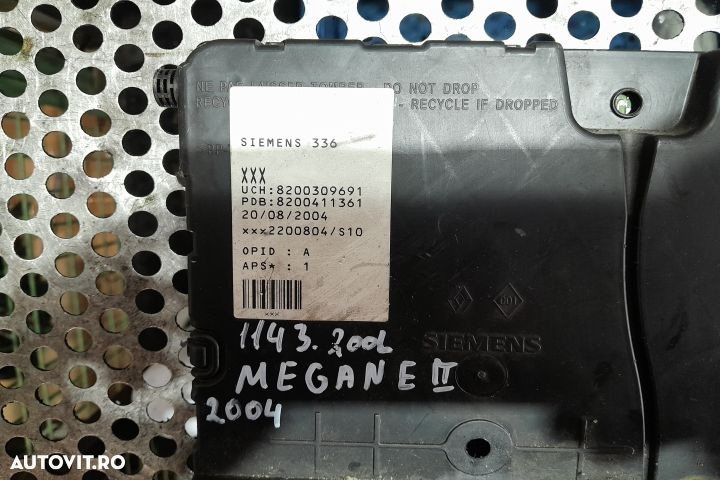 NE PAS LAISSER TOMBER - DO NOT DROP
RECYCLE IF DROPPED
SIEMENS 336
XXX
UCH:8200309691
PDB:8200411361
20/08/2004
xxx2200804/S10
OPID : A
APS* : 1
xxx
SIEMENS
1143.
MEGANE II
2004
AUTOVIT.RO